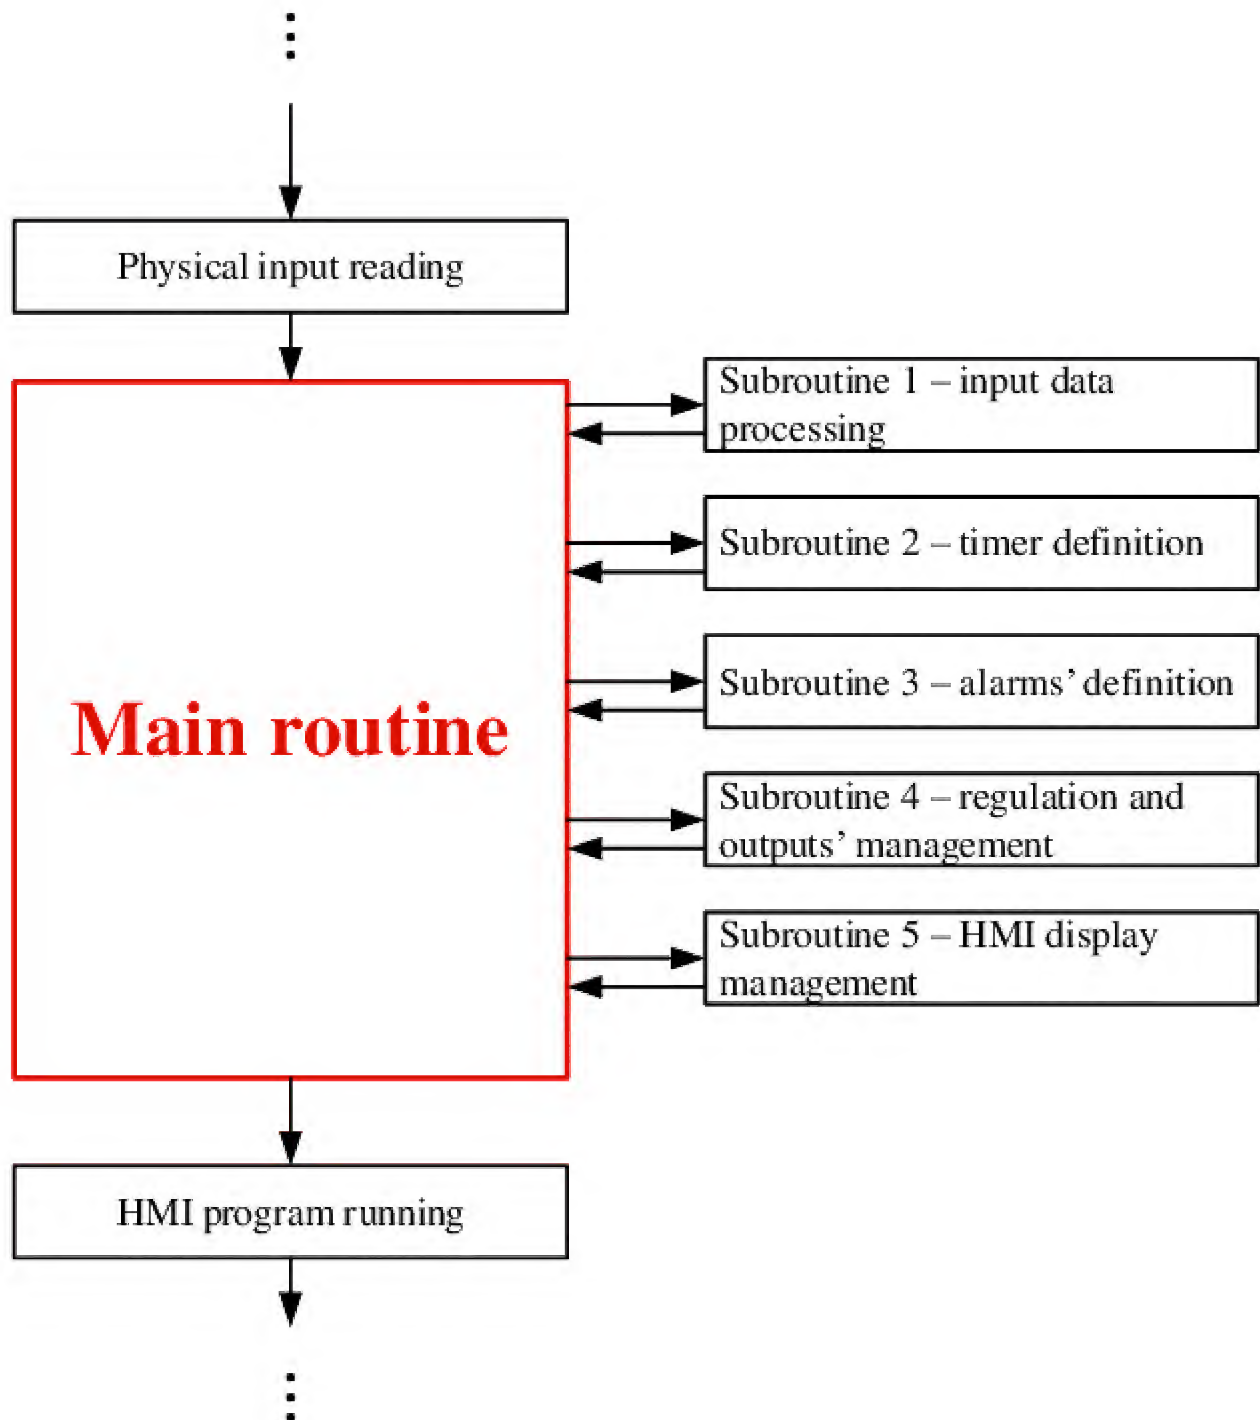 Physical input reading
Subroutine 1 – input data
processing
Subroutine 2 – timer definition
Subroutine 3 – alarms’ definition
Main routine
Subroutine 4 – regulation and
outputs’ management
Subroutine 5 – HMI display
management
HMI program running